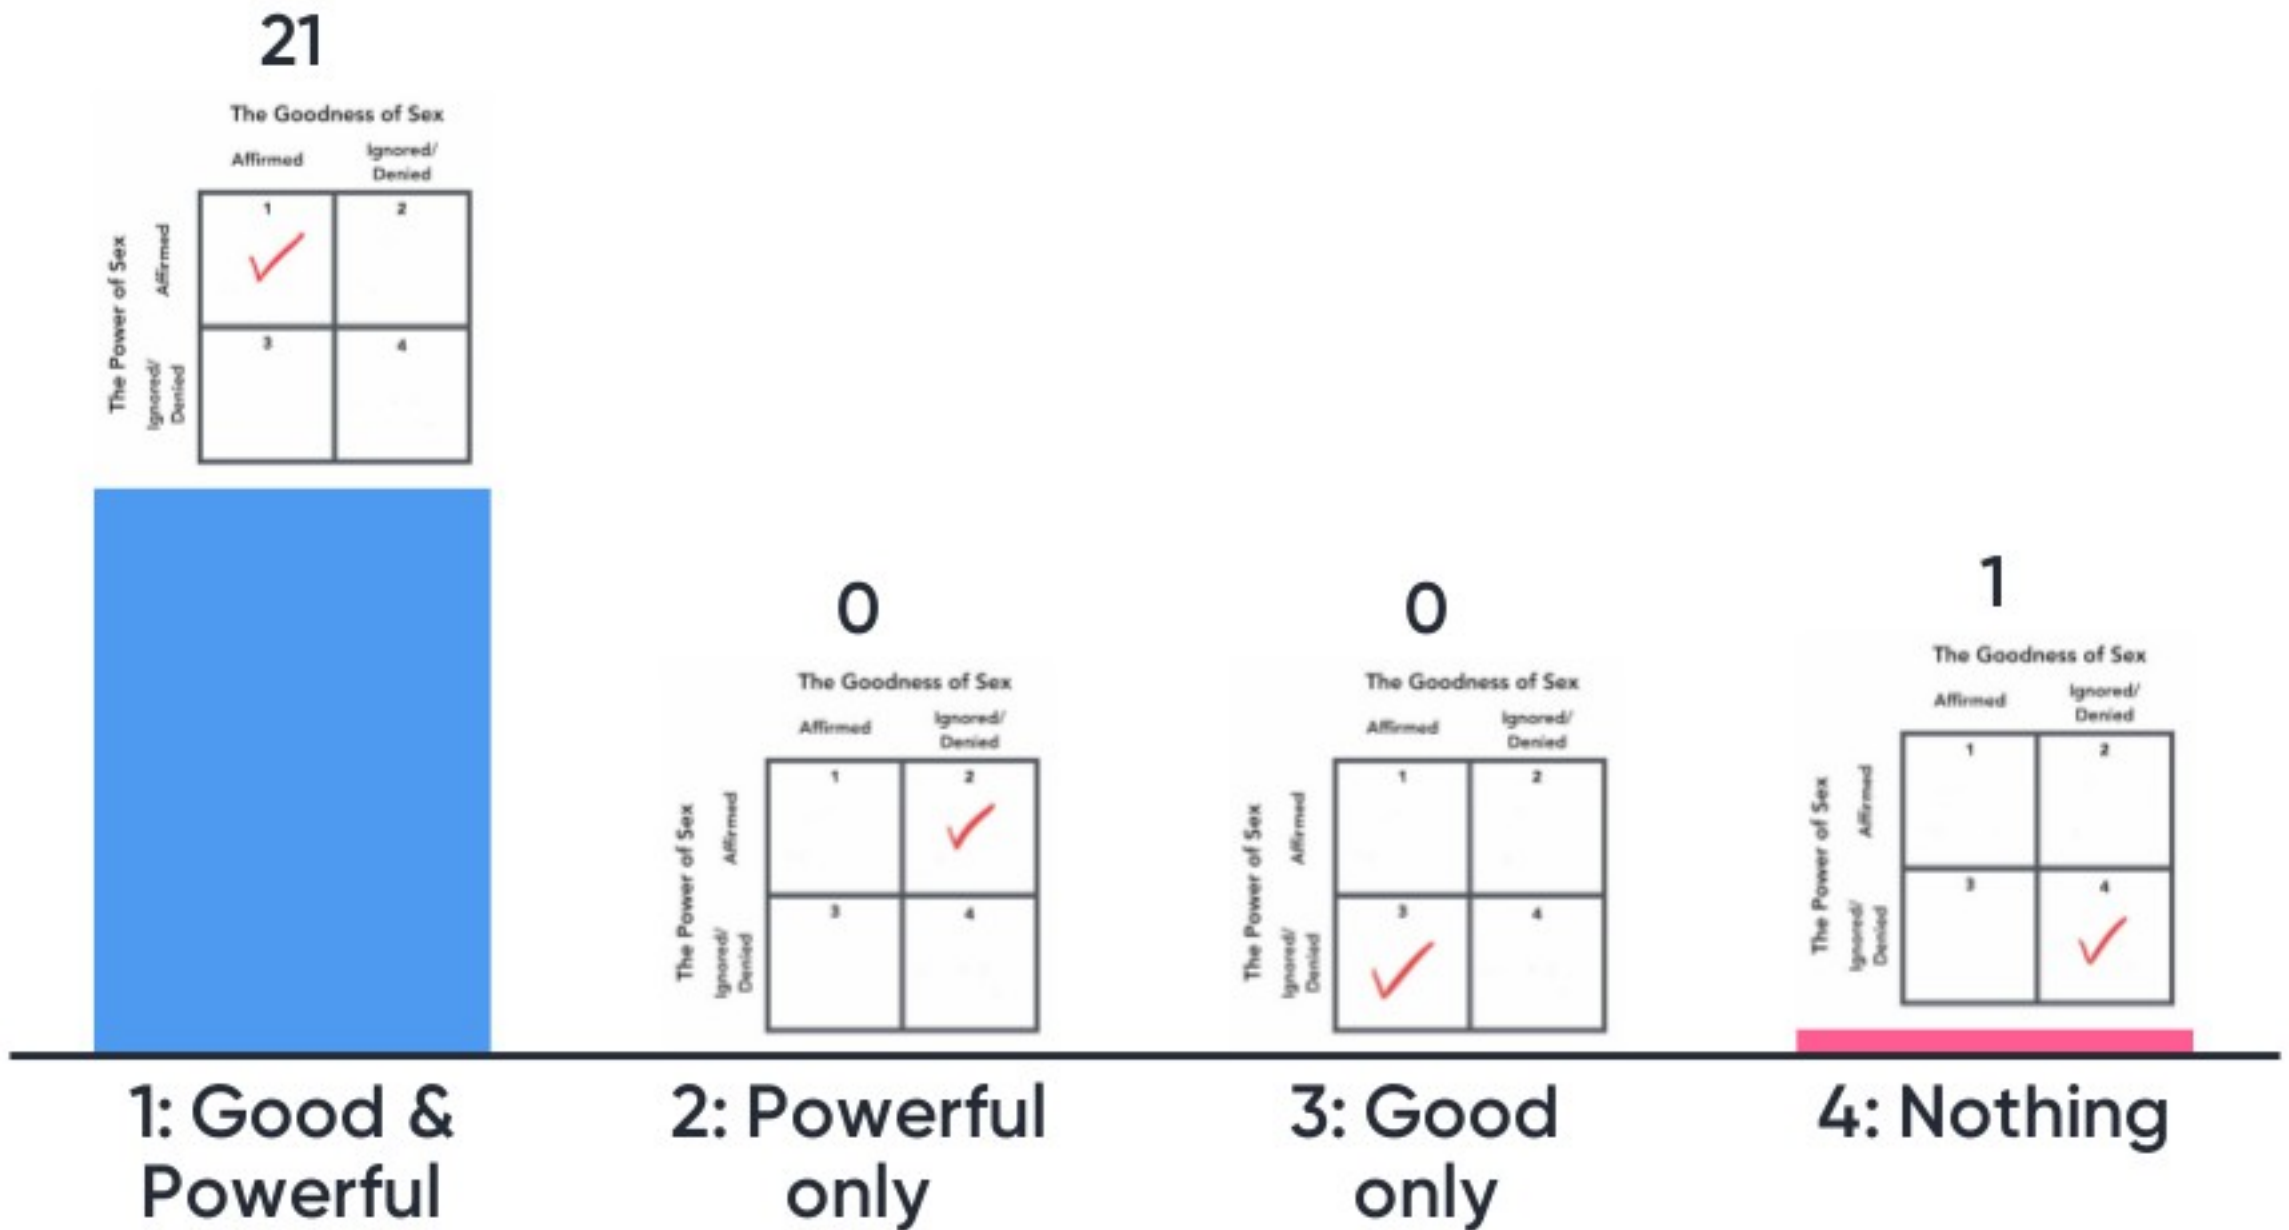 21
The Goodness of Sex
Affirmed
Ignored/
Denied
The Power of Sex
Affirmed
Ignored/
Denied
1
2
3
4
0
The Goodness of Sex
Affirmed
Ignored/
Denied
The Power of Sex
Affirmed
Ignored/
Denied
1
2
3
4
0
The Goodness of Sex
Affirmed
Ignored/
Denied
The Power of Sex
Affirmed
Ignored/
Denied
1
2
3
4
1
The Goodness of Sex
Affirmed
Ignored/
Denied
The Power of Sex
Affirmed
Ignored/
Denied
1
2
3
4
1: Good &
Powerful
2: Powerful
only
3: Good
only
4: Nothing